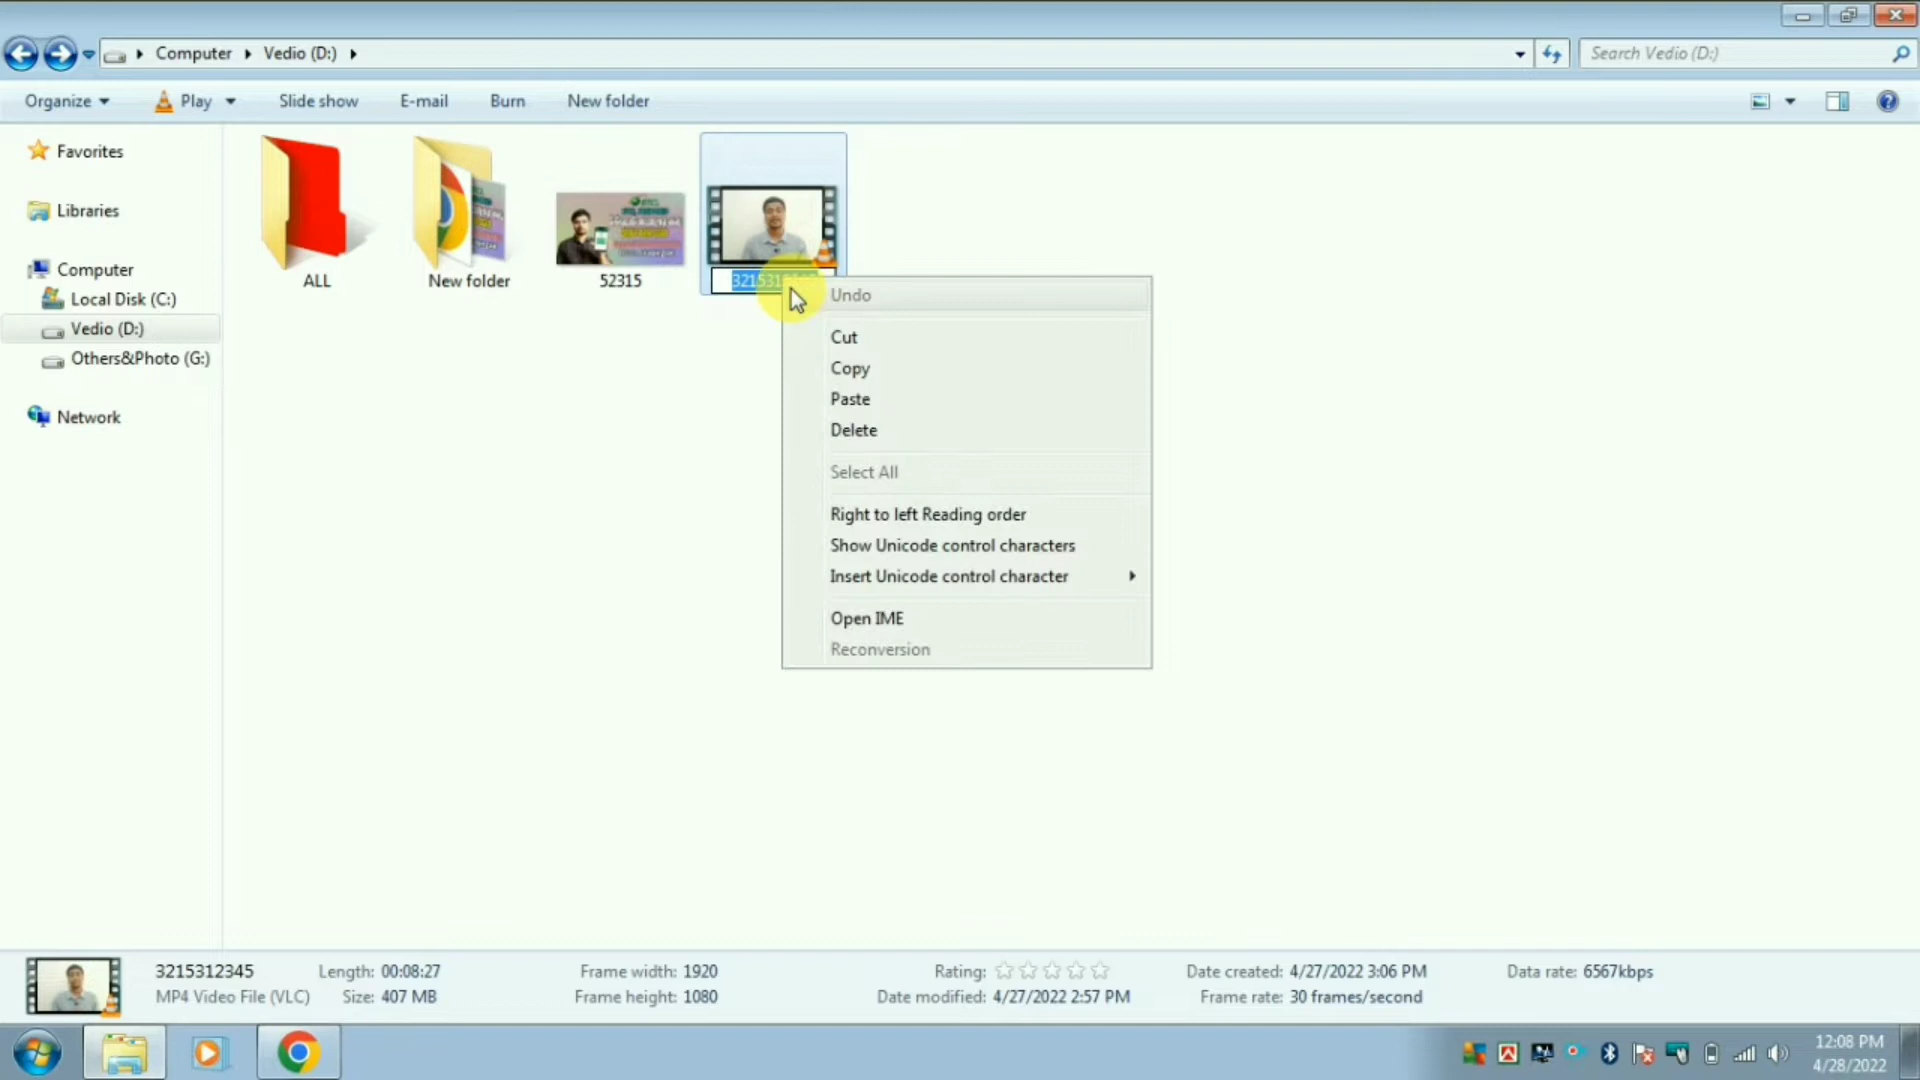 Computer Vedio (D:)
Search Vedio (D:)
Organize Play Slide show E-mail Burn New folder
Favorites
Libraries
Computer
Local Disk (C:)
Vedio (D:)
Others&Photo (G:)
Network
ALL
New folder
52315
Undo
Cut
Copy
Paste
Delete
Select All
Right to left Reading order
Show Unicode control characters
Insert Unicode control character
Open IME
Reconversion
3215312345 Length: 00:08:27 Frame width: 1920 Rating: Date created: 4/27/2022 3:06 PM Data rate: 6567kbps
MP4 Video File (VLC) Size: 407 MB Frame height: 1080 Date modified: 4/27/2022 2:57 PM Frame rate: 30 frames/second
12:08 PM
4/28/2022